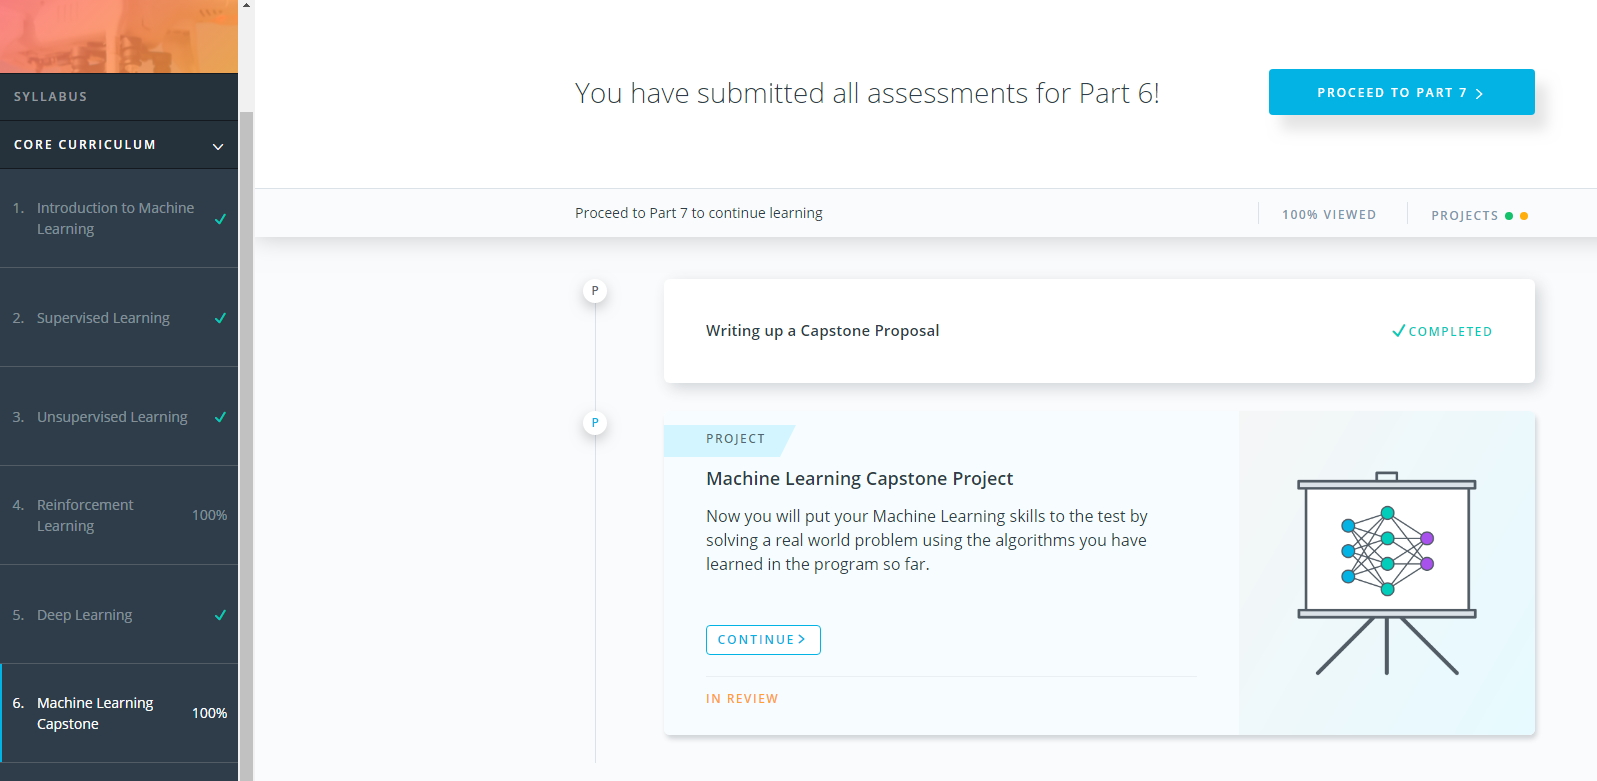 SYLLABUS
CORE CURRICULUM
1. Introduction to Machine
Learning
2. Supervised Learning
3. Unsupervised Learning
4. Reinforcement
Learning
100%
5. Deep Learning
6. Machine Learning
Capstone
100%
You have submitted all assessments for Part 6!
PROCEED TO PART 7
Proceed to Part 7 to continue learning
100% VIEWED
PROJECTS
P
Writing up a Capstone Proposal
COMPLETED
P
PROJECT
Machine Learning Capstone Project
Now you will put your Machine Learning skills to the test by
solving a real world problem using the algorithms you have
learned in the program so far.
CONTINUE
IN REVIEW